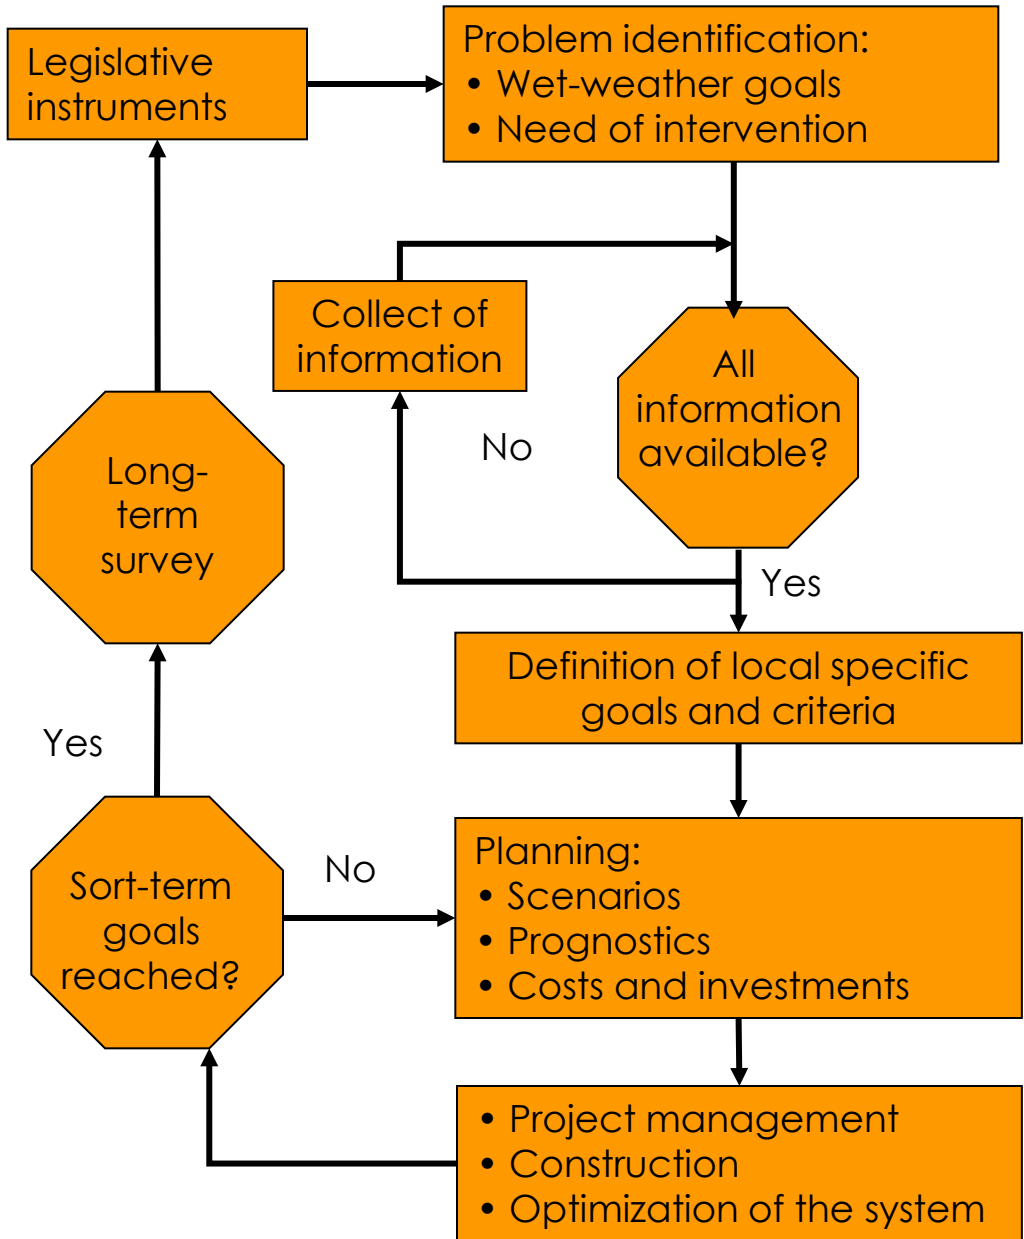 Legislative
instruments
Problem identification:
• Wet-weather goals
• Need of intervention
Collect of
information
All
information
available?
No
Yes
Long-
term
survey
Definition of local specific
goals and criteria
Yes
Sort-term
goals
reached?
No
Planning:
• Scenarios
• Prognostics
• Costs and investments
• Project management
• Construction
• Optimization of the system